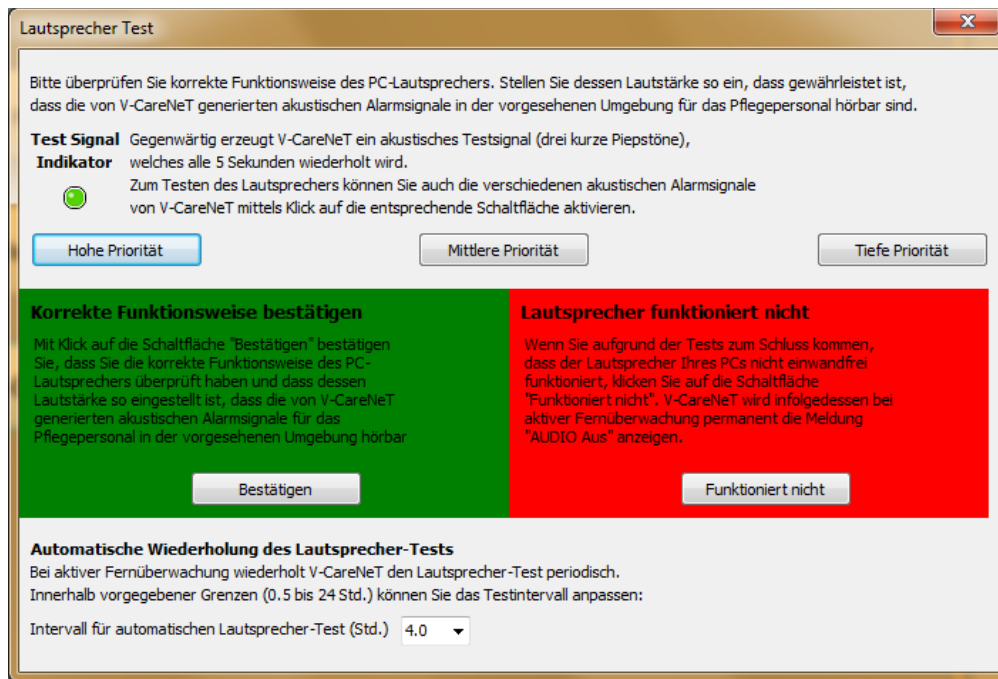 Lautsprecher Test
Bitte überprüfen Sie korrekte Funktionsweise des PC-Lautsprechers. Stellen Sie dessen Lautstärke so ein, dass gewährleistet ist,
dass die von V-CareNeT generierten akustischen Alarmsignale in der vorgesehenen Umgebung für das Pflegepersonal hörbar sind.
Test Signal Indikator
Gegenwärtig erzeugt V-CareNeT ein akustisches Testsignal (drei kurze Piepstöne),
welches alle 5 Sekunden wiederholt wird.
Zum Testen des Lautsprechers können Sie auch die verschiedenen akustischen Alarmsignale
von V-CareNeT mittels Klick auf die entsprechende Schaltfläche aktivieren.
Hohe Priorität
Mittlere Priorität
Tiefe Priorität
Korrekte Funktionsweise bestätigen
Mit Klick auf die Schaltfläche "Bestätigen" bestätigen
Sie, dass Sie die korrekte Funktionsweise des PC-
Lautsprechers überprüft haben und dass dessen
Lautstärke so eingestellt ist, dass die von V-CareNeT
generierten akustischen Alarmsignale für das
Pflegepersonal in der vorgesehenen Umgebung hörbar
Bestätigen
Lautsprecher funktioniert nicht
Wenn Sie aufgrund der Tests zum Schluss kommen,
dass der Lautsprecher Ihres PCs nicht einwandfrei
funktioniert, klicken Sie auf die Schaltfläche
"Funktioniert nicht". V-CareNeT wird infolgedessen bei
aktiver Fernüberwachung permanent die Meldung
"AUDIO Aus" anzeigen.
Funktioniert nicht
Automatische Wiederholung des Lautsprecher-Tests
Bei aktiver Fernüberwachung wiederholt V-CareNeT den Lautsprecher-Test periodisch.
Innerhalb vorgegebener Grenzen (0.5 bis 24 Std.) können Sie das Testintervall anpassen:
Intervall für automatischen Lautsprecher-Test (Std.) 4.0